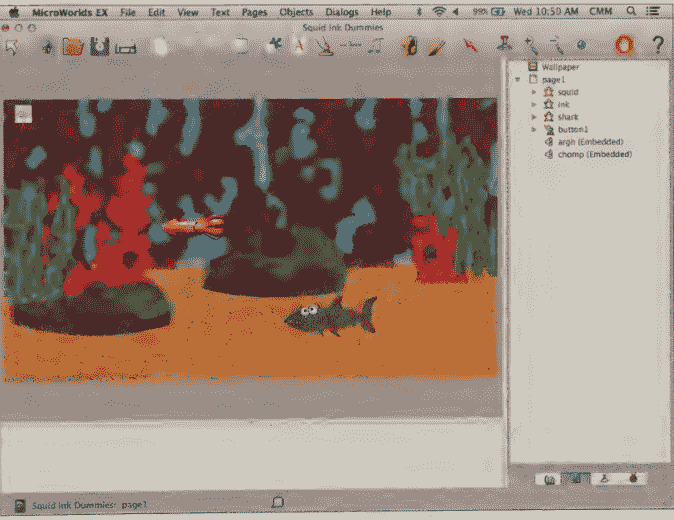 MicroWorlds EX File Edit View Text Pages Objects Dialogs Help 99% Wed 10:50 AM CMM
Squid Ink Dummies
Wallpaper
page1
squid
ink
shark
button1
argh (Embedded)
chomp (Embedded)
Squid Ink Dummies: page1